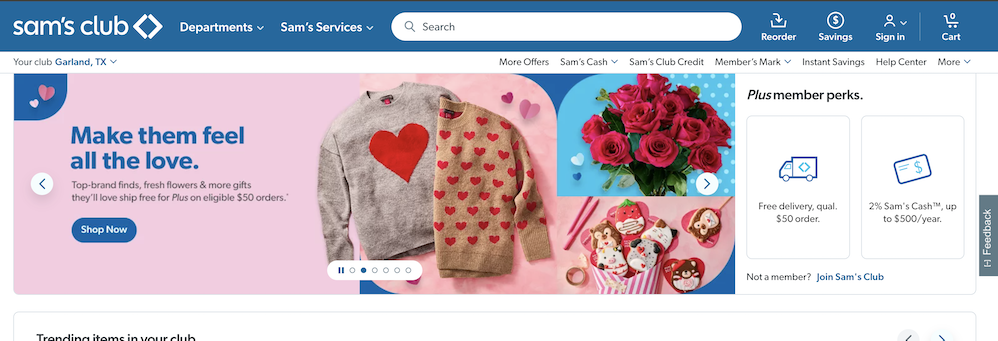 sam's club
Departments
Sam's Services
Search
Reorder
$
Savings
Sign in
0
Cart
Your club Garland, TX
More Offers
Sam's Cash
Sam's Club Credit
Member's Mark
Instant Savings
Help Center
More
Make them feel
all the love.
Top-brand finds, fresh flowers & more gifts
they'll love ship free for Plus on eligible $50 orders.*
Shop Now
Plus member perks.
Free delivery, qual.
$50 order.
$
2% Sam's Cash™, up
to $500/year.
Not a member? Join Sam's Club
Feedback
Trending items in your club